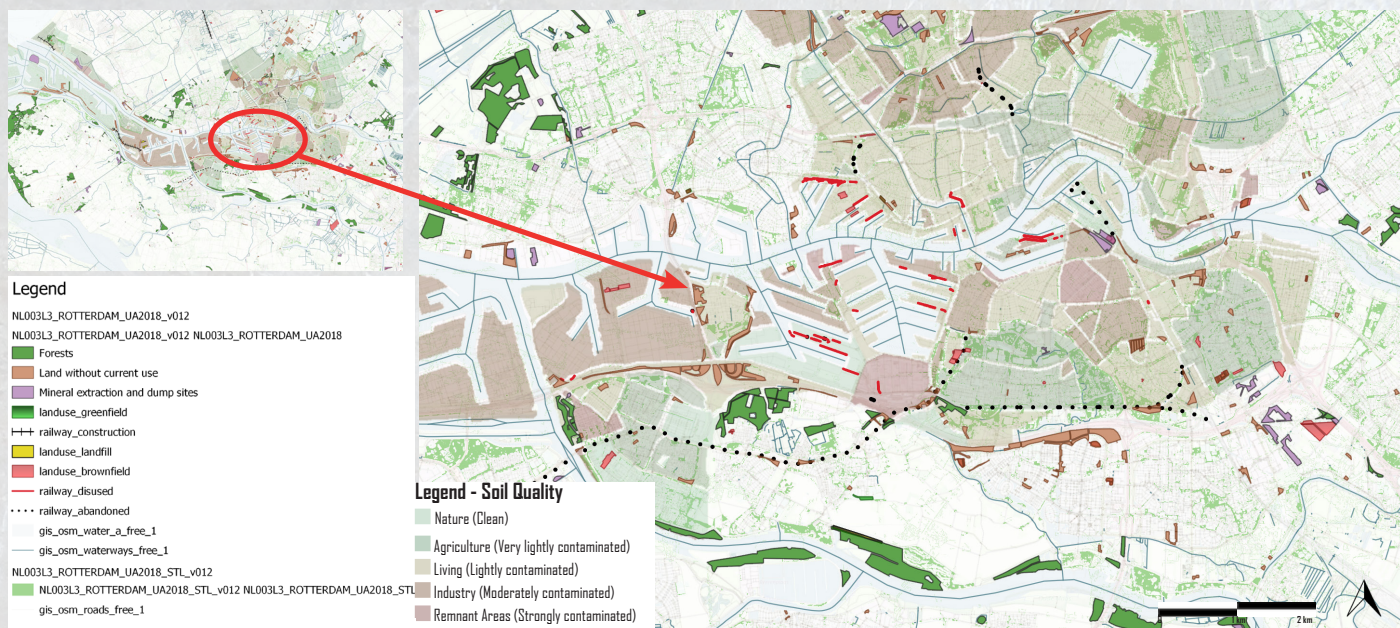 Legend
NL003L3_ROTTERDAM_UA2018_v012
NL003L3_ROTTERDAM_UA2018_v012 NL003L3_ROTTERDAM_UA2018
Forests
Land without current use
Mineral extraction and dump sites
landuse_greenfield
railway_construction
landuse_landfill
landuse_brownfield
railway_disused
railway_abandoned
gis_osm_water_a_free_1
gis_osm_waterways_free_1
NL003L3_ROTTERDAM_UA2018_STL_v012
NL003L3_ROTTERDAM_UA2018_STL_v012 NL003L3_ROTTERDAM_UA2018_STL
gis_osm_roads_free_1
Legend - Soil Quality
Nature (Clean)
Agriculture (Very lightly contaminated)
Living (Lightly contaminated)
Industry (Moderately contaminated)
Remnant Areas (Strongly contaminated)
1 km
2 km